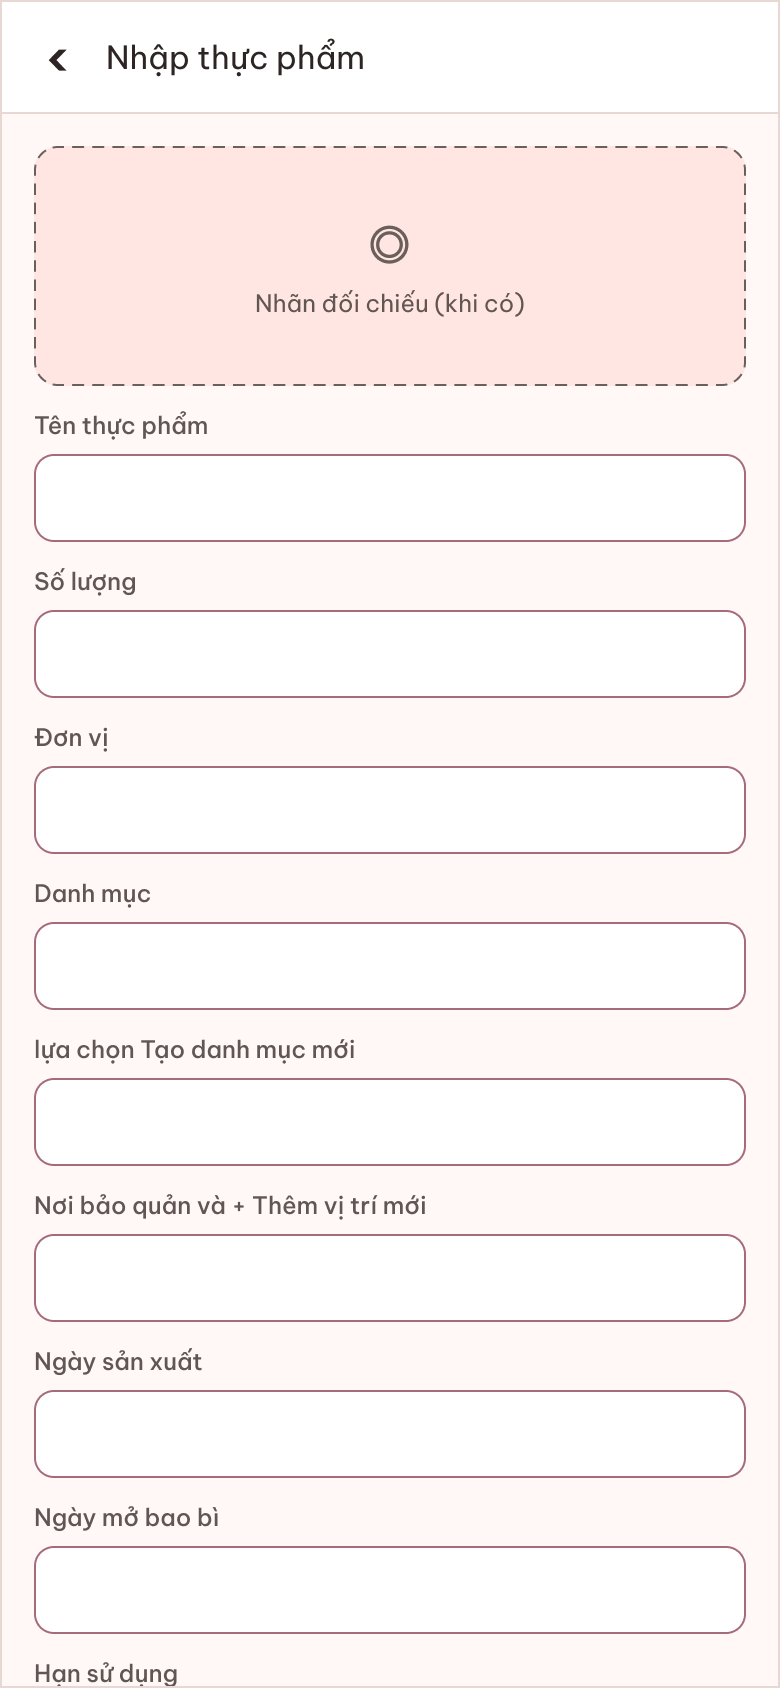 Nhập thực phẩm
Nhãn đối chiếu (khi có)
Tên thực phẩm
Số lượng
Đơn vị
Danh mục
lựa chọn Tạo danh mục mới
Nơi bảo quản và + Thêm vị trí mới
Ngày sản xuất
Ngày mở bao bì
Hạn sử dụng